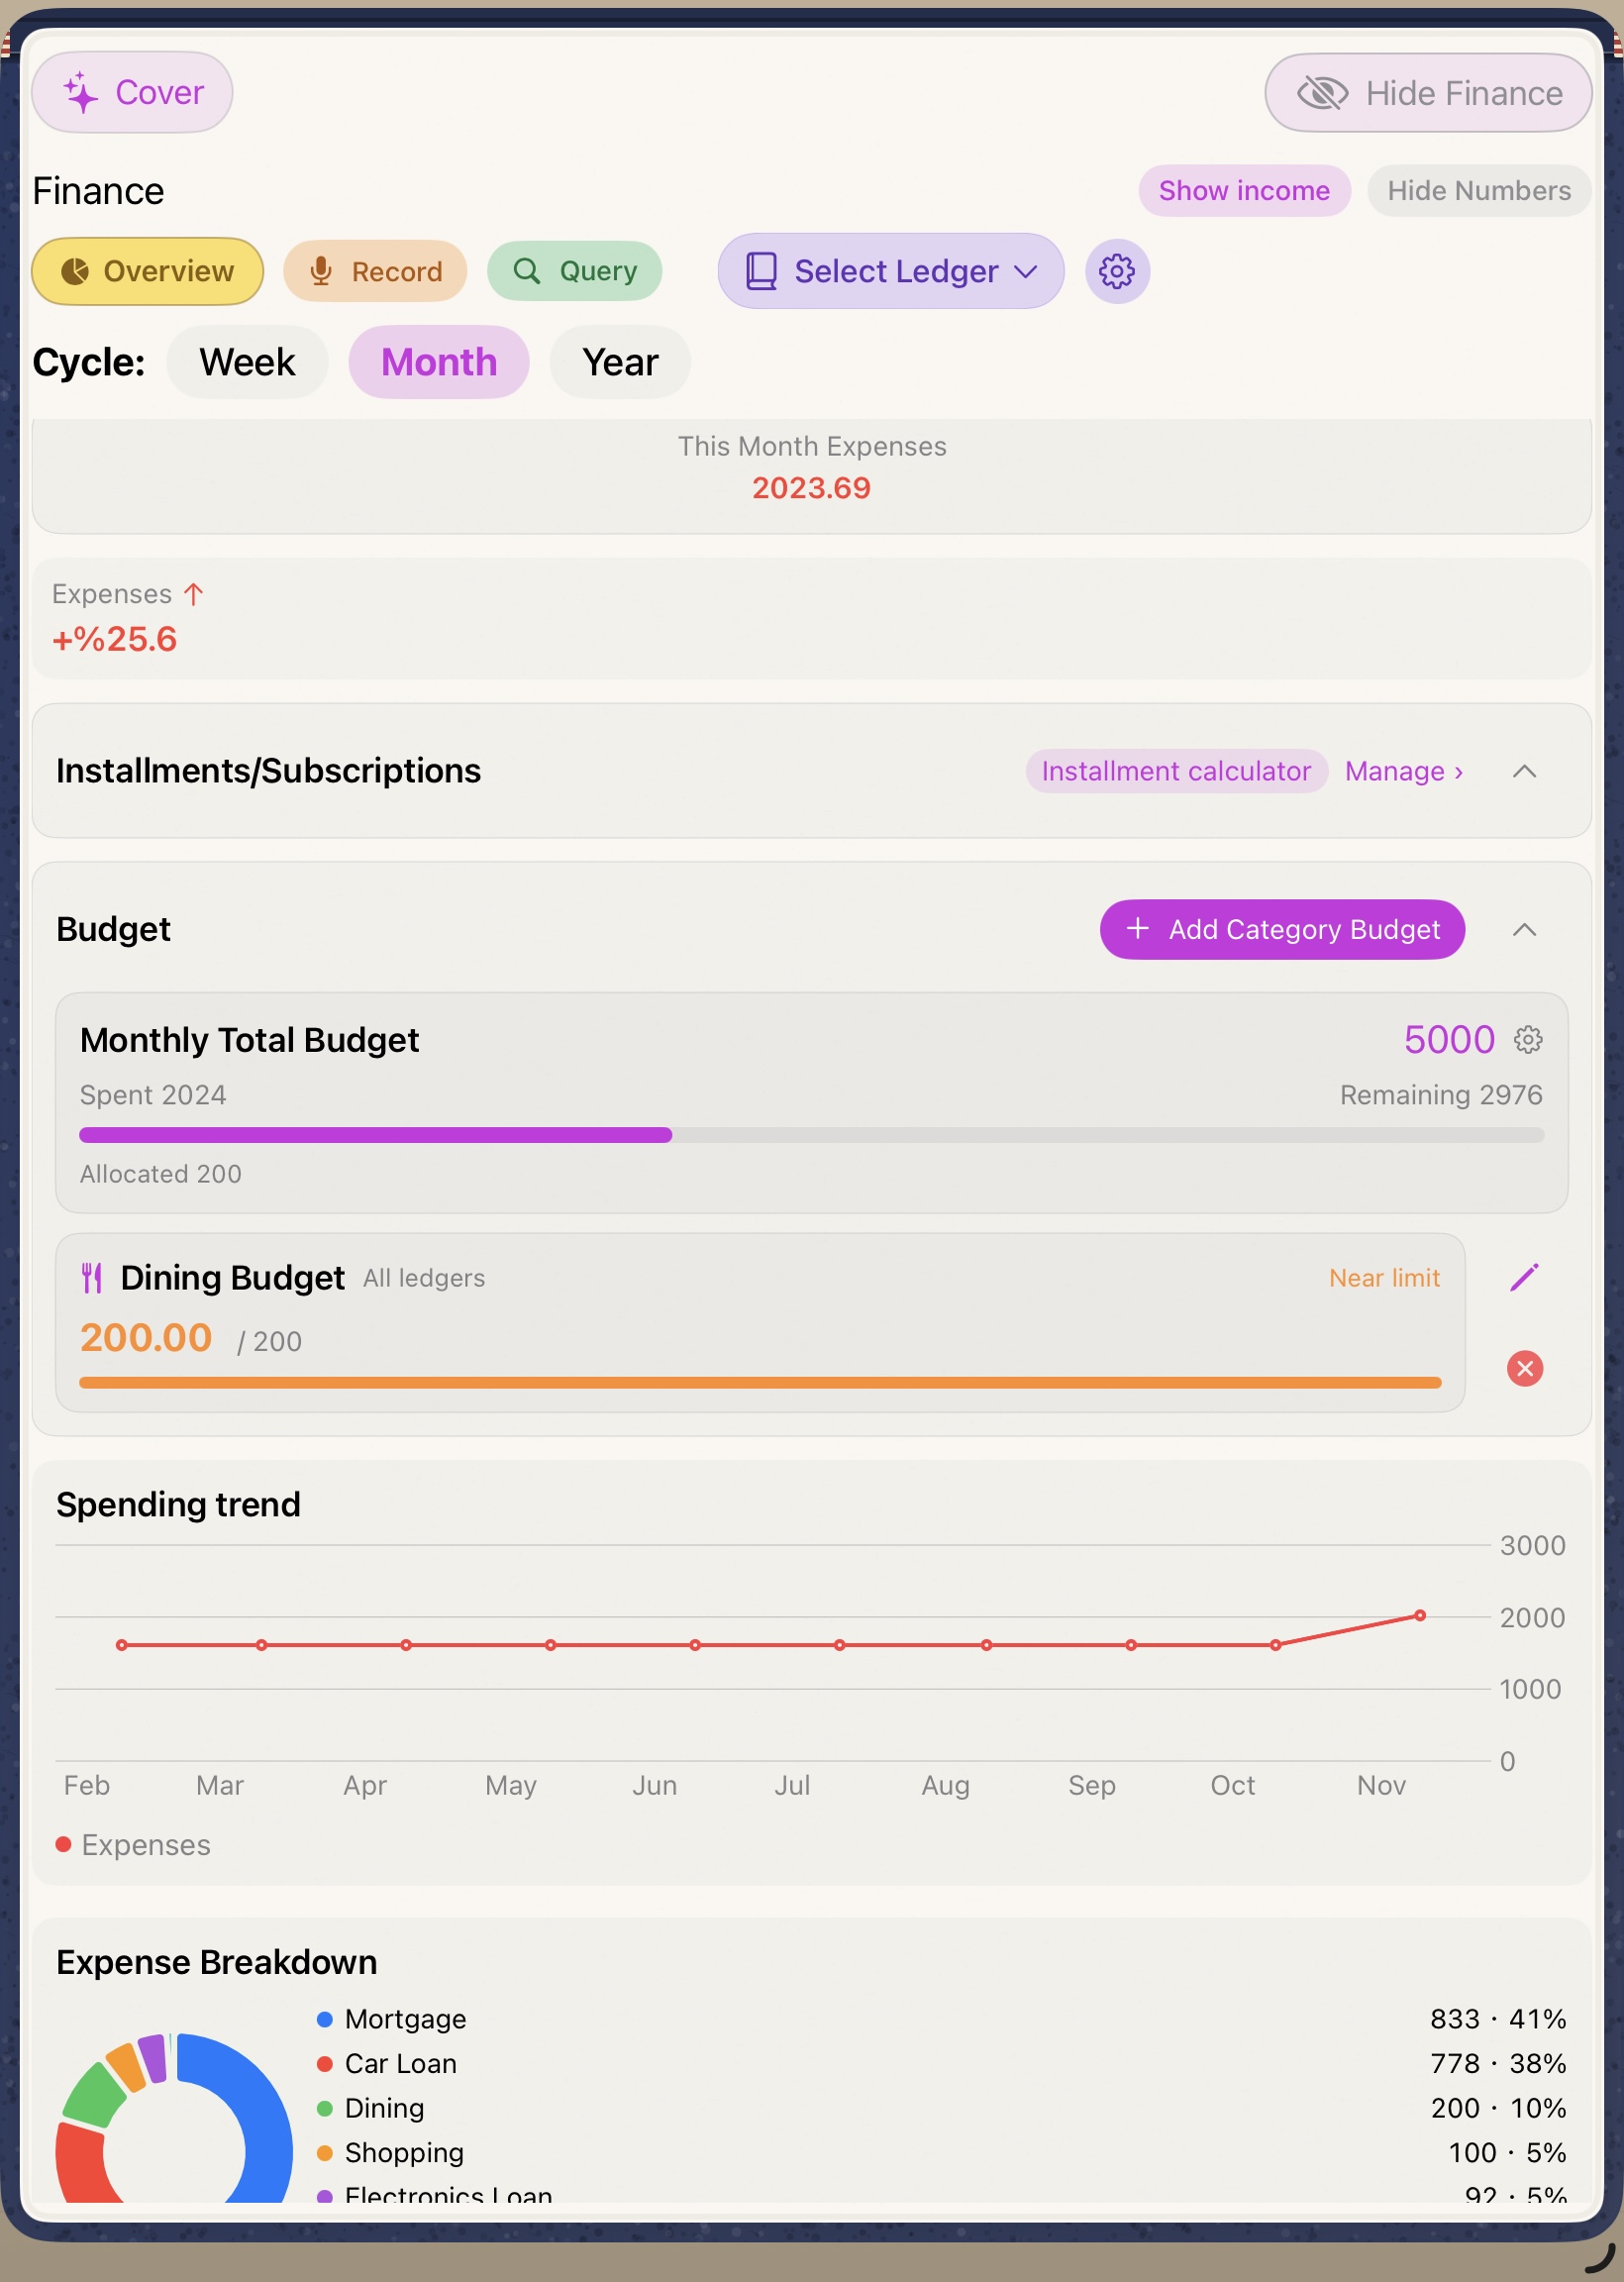 Cover
Hide Finance
Finance
Show income
Hide Numbers
Overview
Record
Query
Select Ledger
Cycle:
Week
Month
Year
This Month Expenses
2023.69
Expenses ↑
+%25.6
Installments/Subscriptions
Installment calculator
Manage ›
Budget
+ Add Category Budget
Monthly Total Budget
5000
Spent 2024
Remaining 2976
Allocated 200
Dining Budget All ledgers
Near limit
200.00 / 200
Spending trend
3000
2000
1000
0
Feb Mar Apr May Jun Jul Aug Sep Oct Nov
Expenses
Expense Breakdown
Mortgage 833 · 41%
Car Loan 778 · 38%
Dining 200 · 10%
Shopping 100 · 5%
Electronics Loan 92 · 5%